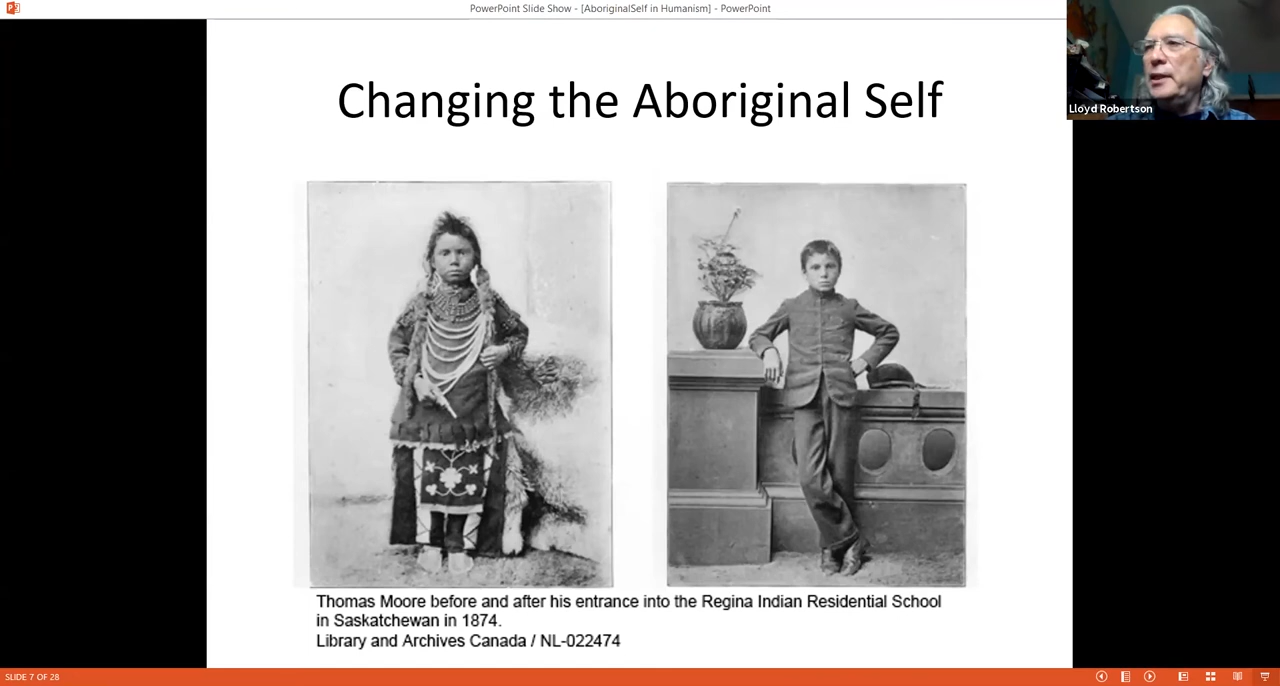 PowerPoint Slide Show - [AboriginalSelf in Humanism] - PowerPoint
Lloyd Robertson
Changing the Aboriginal Self
Thomas Moore before and after his entrance into the Regina Indian Residential School
in Saskatchewan in 1874.
Library and Archives Canada / NL-022474
SLIDE 7 OF 28